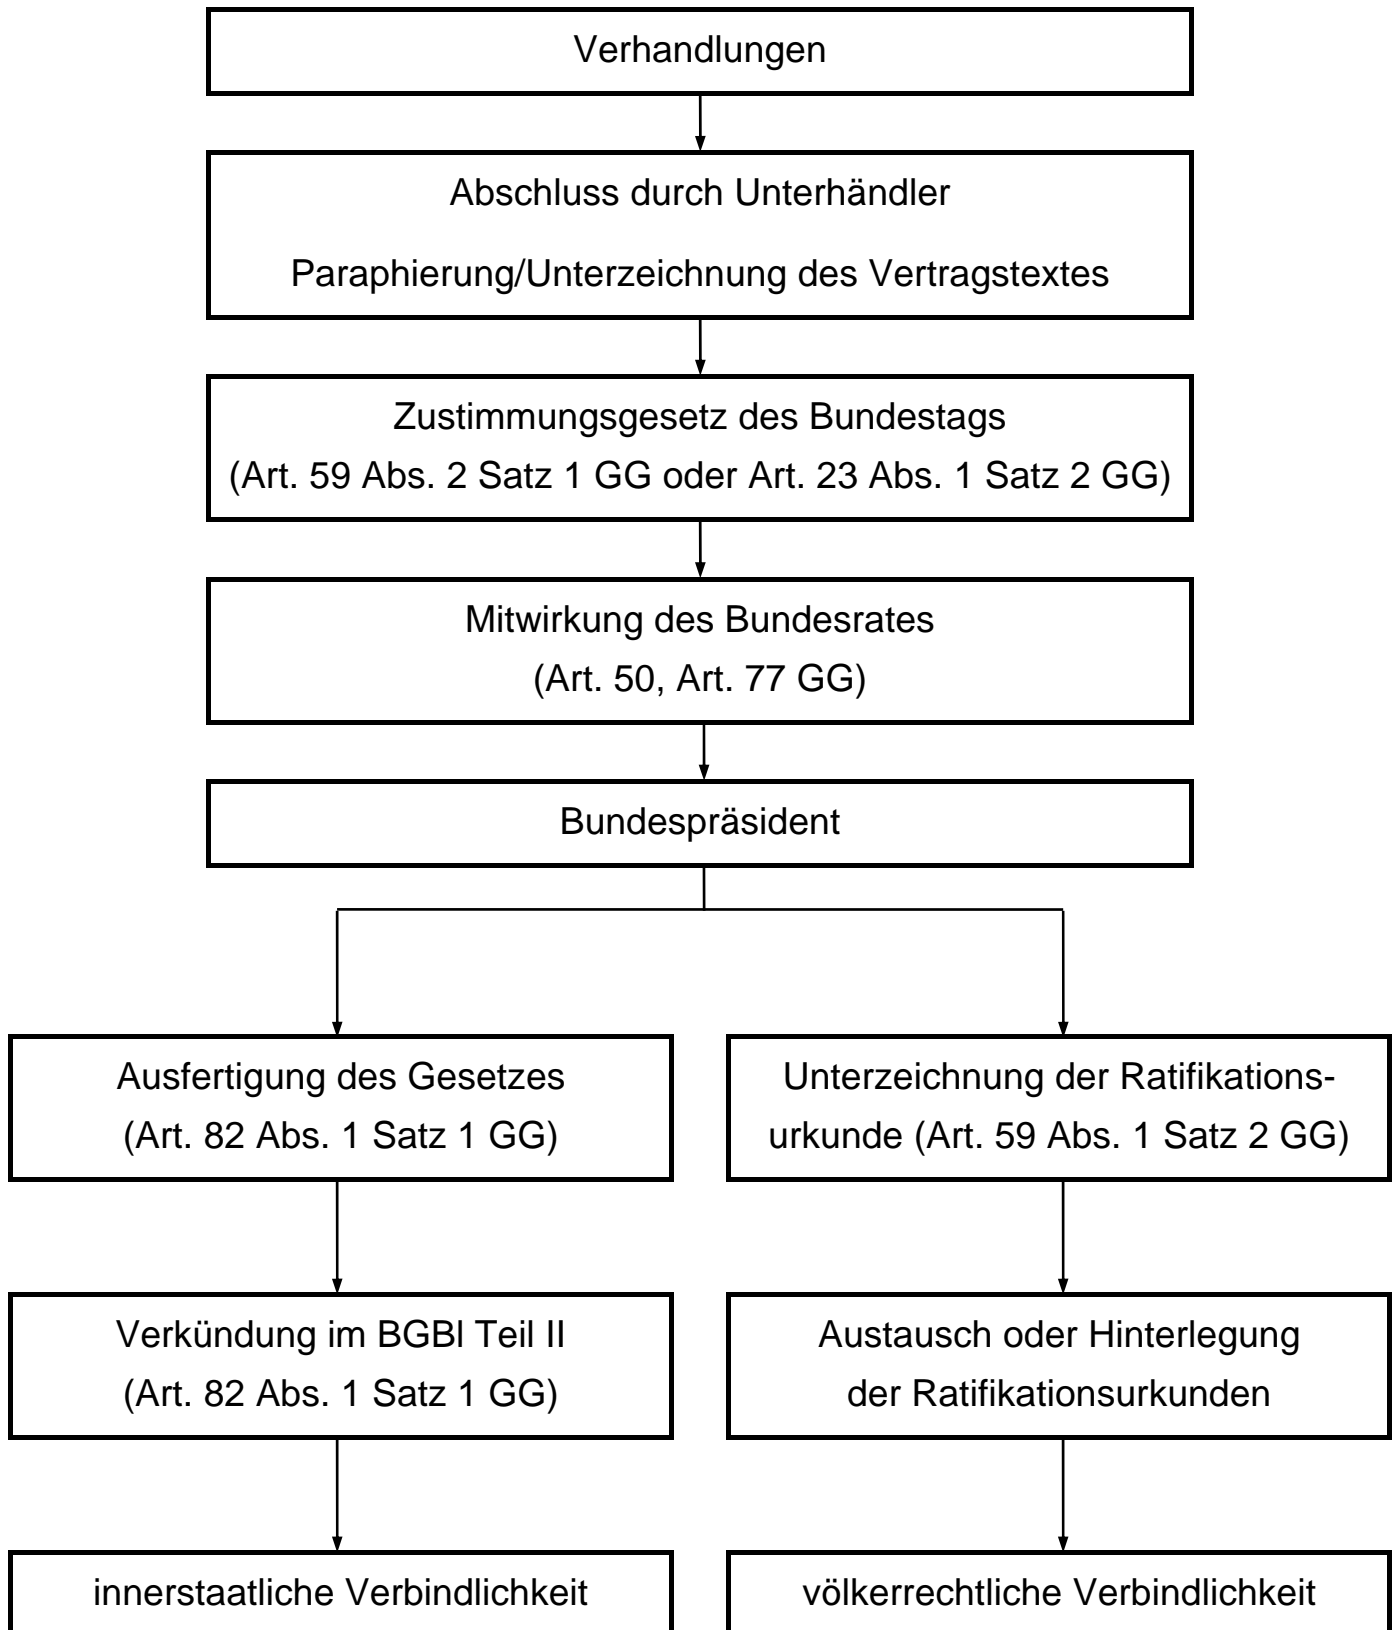 Verhandlungen
Abschluss durch Unterhändler
Paraphierung/Unterzeichnung des Vertragstextes
Zustimmungsgesetz des Bundestags
(Art. 59 Abs. 2 Satz 1 GG oder Art. 23 Abs. 1 Satz 2 GG)
Mitwirkung des Bundesrates
(Art. 50, Art. 77 GG)
Bundespräsident
Ausfertigung des Gesetzes
(Art. 82 Abs. 1 Satz 1 GG)
Unterzeichnung der Ratifikations-
urkunde (Art. 59 Abs. 1 Satz 2 GG)
Verkündung im BGBl Teil II
(Art. 82 Abs. 1 Satz 1 GG)
Austausch oder Hinterlegung
der Ratifikationsurkunden
innerstaatliche Verbindlichkeit
völkerrechtliche Verbindlichkeit